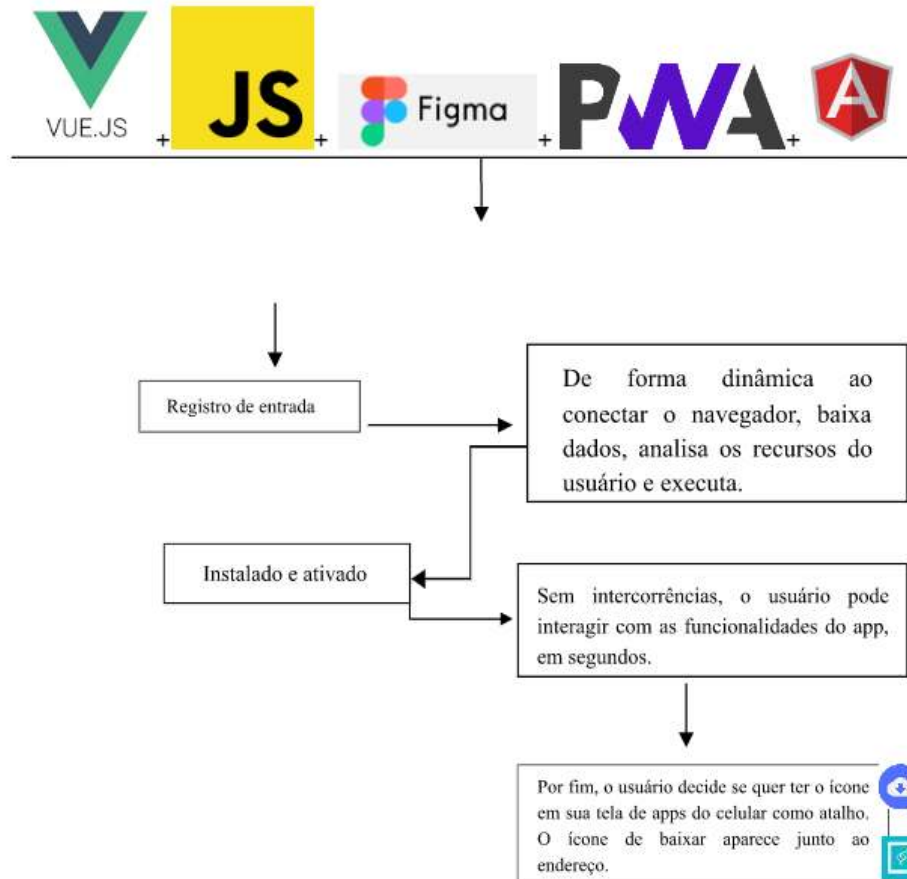 VUE.JS + JS + Figma + PWA + A
Registro de entrada
De forma dinâmica ao
conectar o navegador, baixa
dados, analisa os recursos do
usuário e executa.
Instalado e ativado
Sem intercorrências, o usuário pode
interagir com as funcionalidades do app,
em segundos.
Por fim, o usuário decide se quer ter o ícone
em sua tela de apps do celular como atalho.
O ícone de baixar aparece junto ao
endereço.